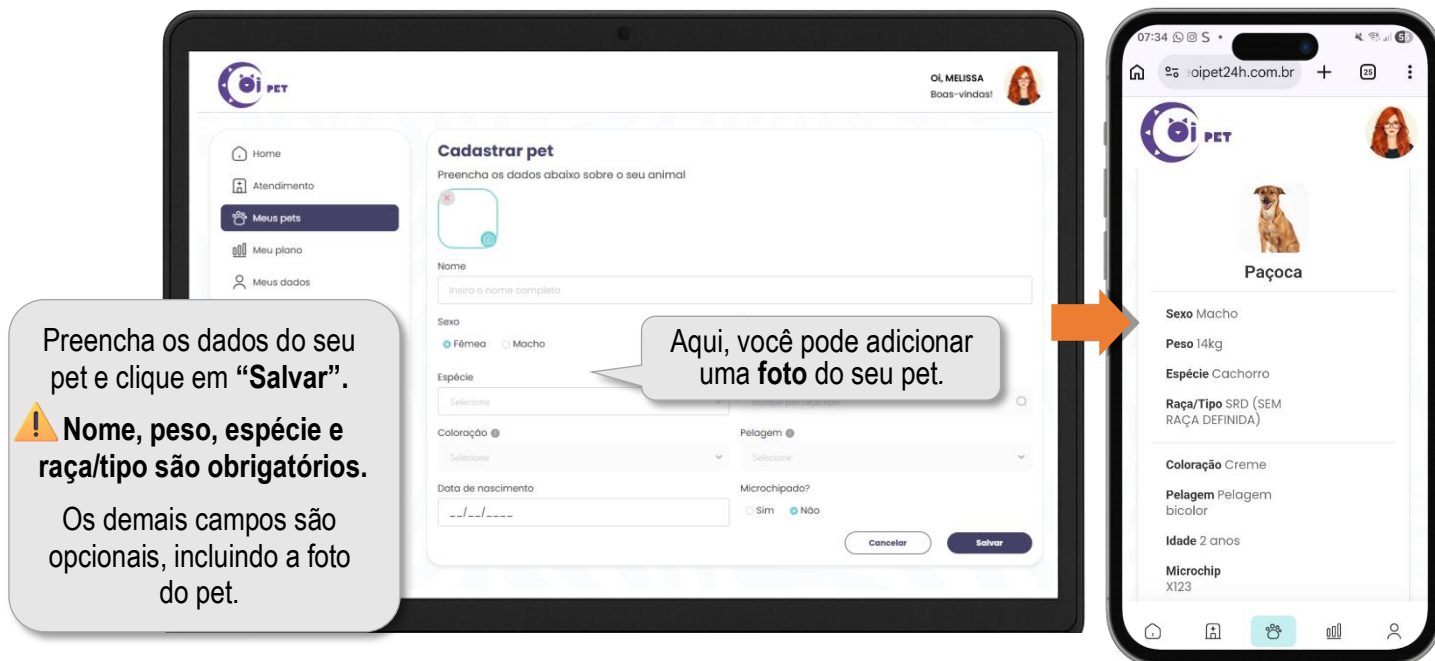 Oi PET
Oi, MELISSA
Boas-vindas!
Home
Atendimento
Meus pets
Meu plano
Meus dados
Cadastrar pet
Preencha os dados abaixo sobre o seu animal
Nome
Insira o nome completo
Sexo
Fêmea
Macho
Espécie
Selecione
Busque por raça/tipo
Coloração
Pelagem
Selecione
Selecione
Data de nascimento
Microchipado?
__/__/____
Sim
Não
Cancelar
Salvar
Preencha os dados do seu
pet e clique em “Salvar”.
Nome, peso, espécie e
raça/tipo são obrigatórios.
Os demais campos são
opcionais, incluindo a foto
do pet.
Aqui, você pode adicionar
uma foto do seu pet.
07:34
oipet24h.com.br
25
Oi PET
Paçoca
Sexo Macho
Peso 14kg
Espécie Cachorro
Raça/Tipo SRD (SEM
RAÇA DEFINIDA)
Coloração Creme
Pelagem Pelagem
bicolor
Idade 2 anos
Microchip
X123